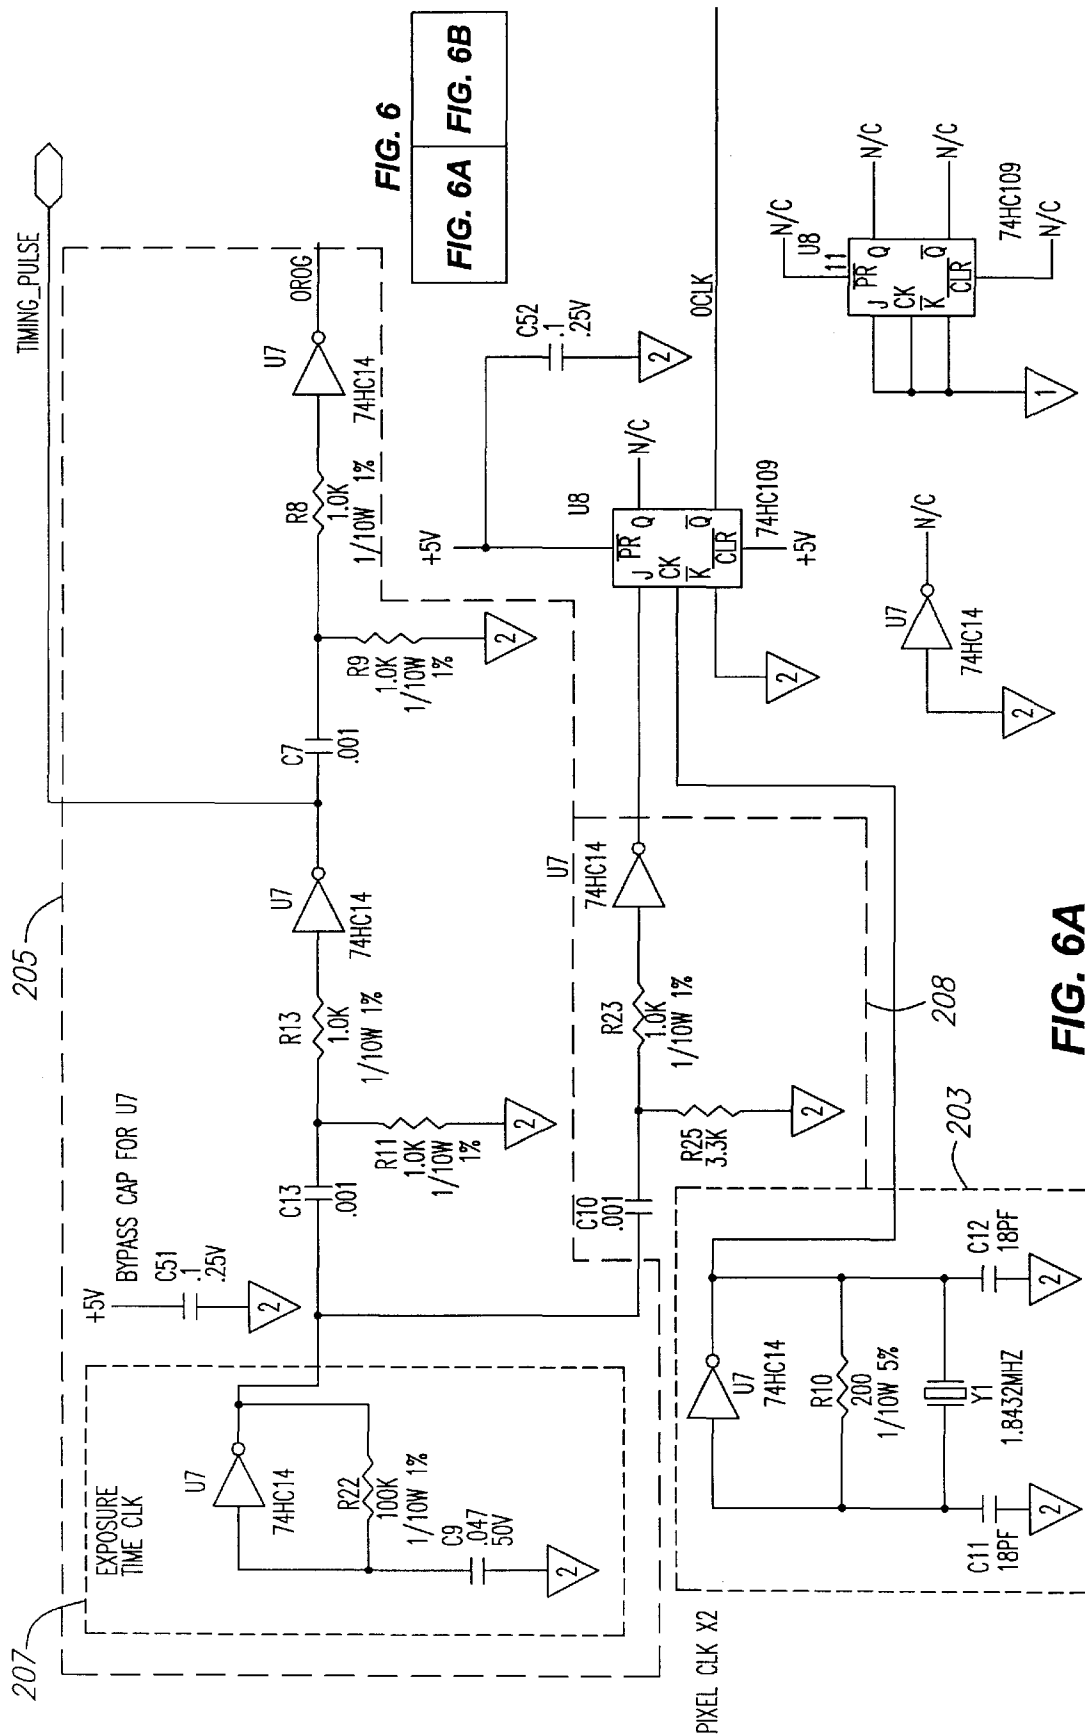 207
205
TIMING_PULSE
EXPOSURE
TIME CLK
U7
74HC14
R22
100K
1/10W 1%
C9
.047
50V
2
+5V
BYPASS CAP FOR U7
C51
.1
.25V
2
C13
.001
R11
1.0K
1/10W
1%
2
R13
1.0K
1/10W 1%
U7
74HC14
C7
.001
R9
1.0K
1/10W
1%
2
R8
1.0K
1/10W 1%
U7
74HC14
OROG
FIG. 6
FIG. 6A
FIG. 6B
C10
.001
R25
3.3K
2
R23
1.0K
1/10W 1%
U7
74HC14
208
+5V
C52
.1
.25V
2
U8
PR
J
Q
CK
K
Q
CLR
N/C
74HC109
+5V
2
OCLK
PIXEL CLK X2
203
U7
74HC14
R10
200
1/10W 5%
Y1
1.8432MHZ
C11
18PF
2
C12
18PF
2
U7
74HC14
N/C
2
N/C
U8
11
PR
J
Q
CK
K
Q
CLR
N/C
N/C
74HC109
N/C
1
FIG. 6A